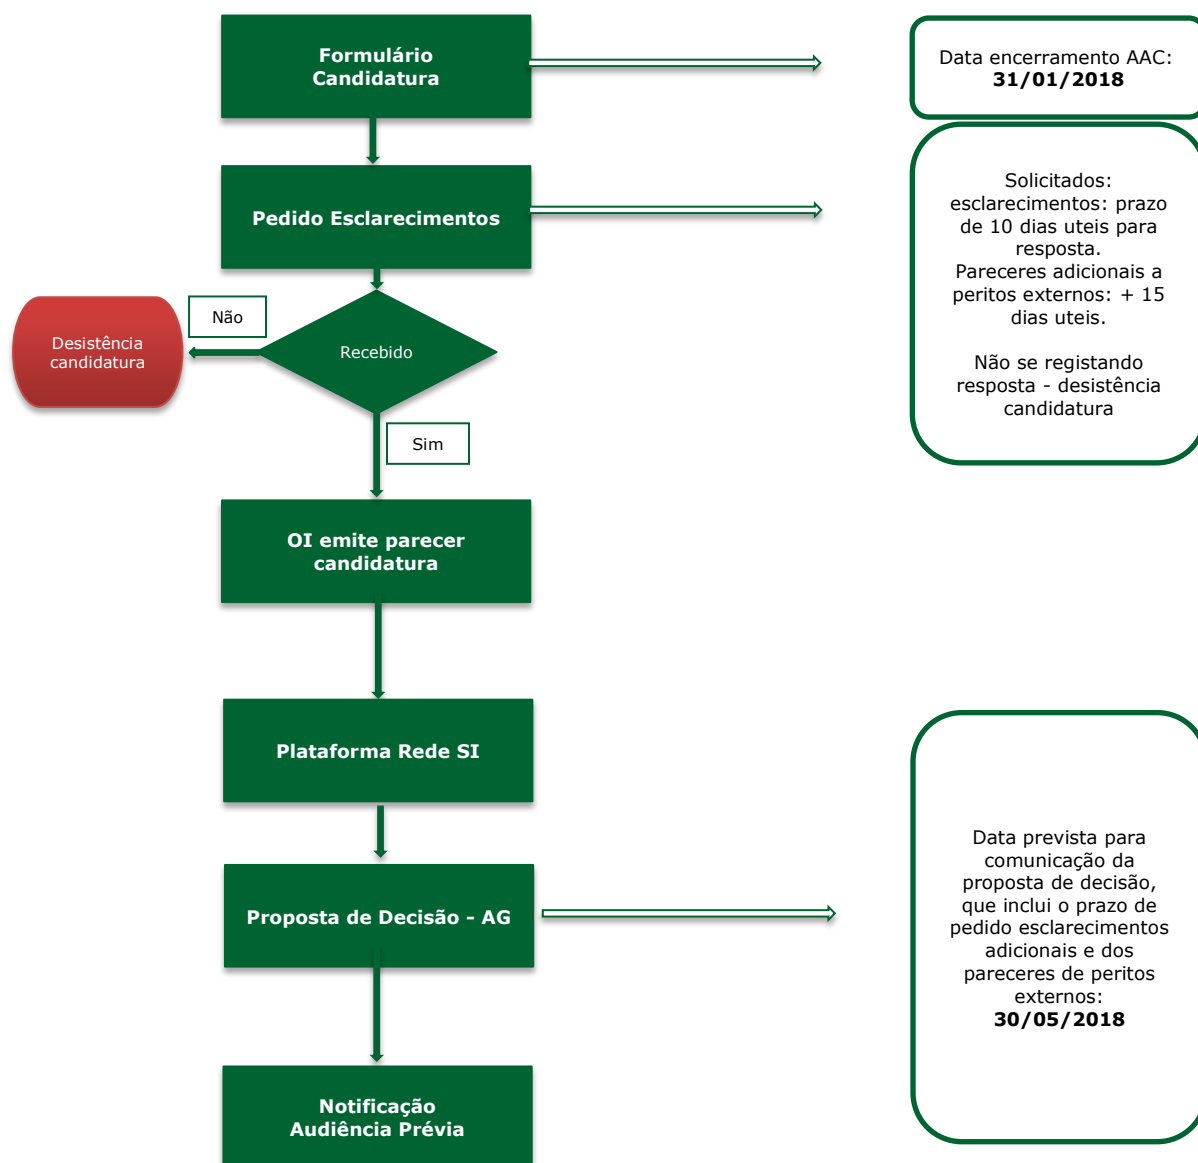 Formulário
Candidatura
Data encerramento AAC:
31/01/2018
Pedido Esclarecimentos
Solicitados:
esclarecimentos: prazo
de 10 dias uteis para
resposta.
Pareceres adicionais a
peritos externos: + 15
dias uteis.
Não se registando
resposta - desistência
candidatura
Não
Desistência
candidatura
Recebido
Sim
OI emite parecer
candidatura
Plataforma Rede SI
Proposta de Decisão - AG
Data prevista para
comunicação da
proposta de decisão,
que inclui o prazo de
pedido esclarecimentos
adicionais e dos
pareceres de peritos
externos:
30/05/2018
Notificação
Audiência Prévia